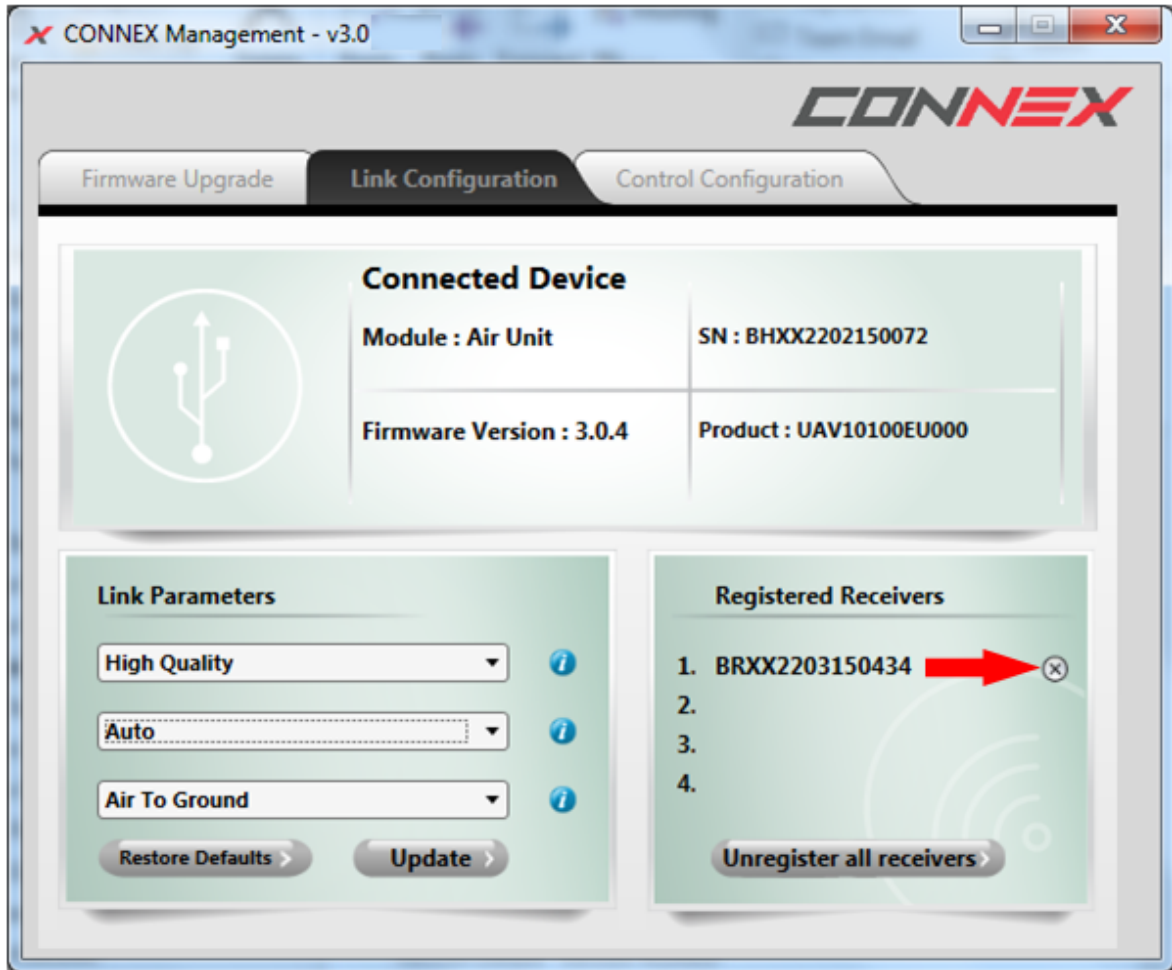 CONNEX Management - v3.0
CONNEX
Firmware Upgrade
Link Configuration
Control Configuration
Connected Device
Module : Air Unit
SN : BHXX2202150072
Firmware Version : 3.0.4
Product : UAV10100EU000
Link Parameters
High Quality
Auto
Air To Ground
Restore Defaults
Update
Registered Receivers
1. BRXX2203150434
2.
3.
4.
Unregister all receivers